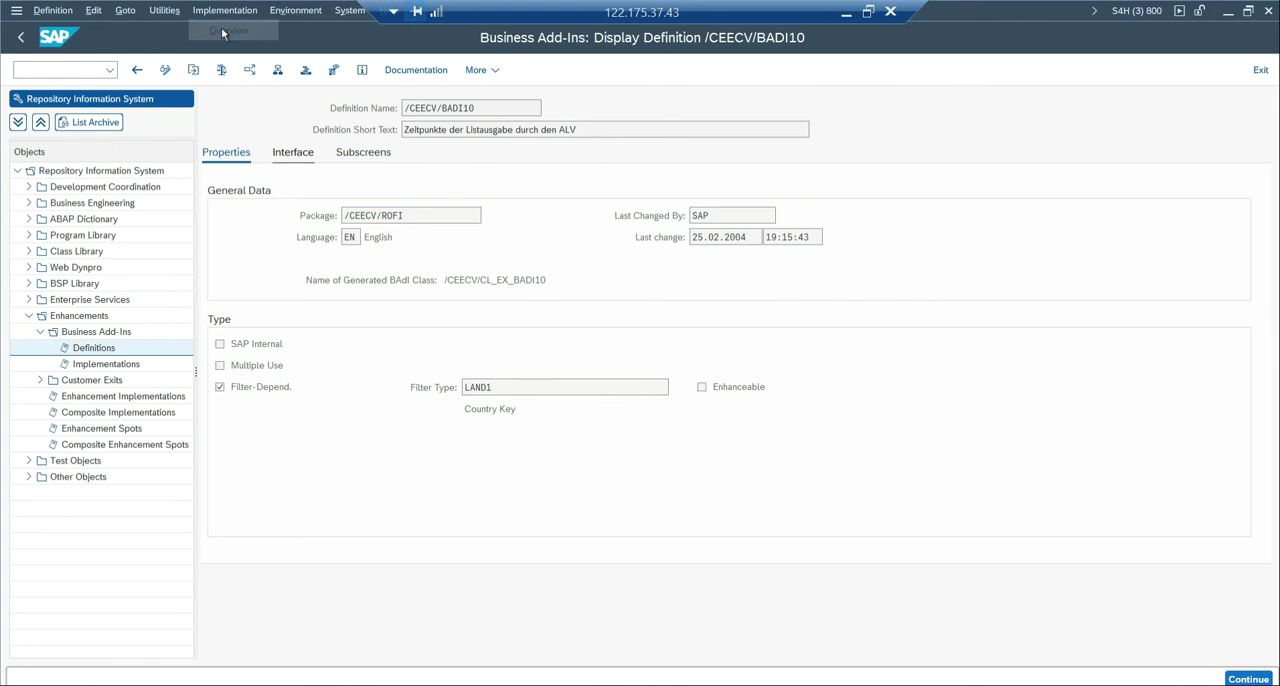 Definition Edit Goto Utilities Implementation Environment System 122.175.37.43 S4H (3) 800
Overview
SAP Business Add-Ins: Display Definition /CEECV/BADI10
Documentation More Exit
Repository Information System
List Archive
Objects
Repository Information System
Development Coordination
Business Engineering
ABAP Dictionary
Program Library
Class Library
Web Dynpro
BSP Library
Enterprise Services
Enhancements
Business Add-Ins
Definitions
Implementations
Customer Exits
Enhancement Implementations
Composite Implementations
Enhancement Spots
Composite Enhancement Spots
Test Objects
Other Objects
Definition Name: /CEECV/BADI10
Definition Short Text: Zeitpunkte der Listausgabe durch den ALV
Properties Interface Subscreens
General Data
Package: /CEECV/ROFI Last Changed By: SAP
Language: EN English Last change: 25.02.2004 19:15:43
Name of Generated BAdI Class: /CEECV/CL_EX_BADI10
Type
SAP Internal
Multiple Use
Filter-Depend. Filter Type: LAND1 Enhanceable
Country Key
Continue